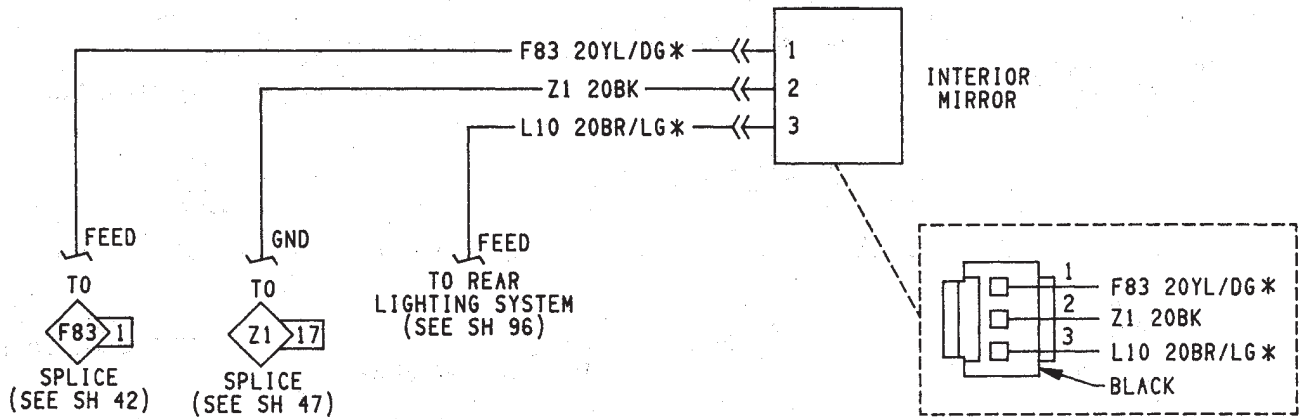 F83 20YL/DG* 1
Z1 20BK 2
L10 20BR/LG* 3
INTERIOR
MIRROR
FEED
TO
F83 1
SPLICE
(SEE SH 42)
GND
TO
Z1 17
SPLICE
(SEE SH 47)
FEED
TO REAR
LIGHTING SYSTEM
(SEE SH 96)
1 F83 20YL/DG*
2 Z1 20BK
3 L10 20BR/LG*
BLACK